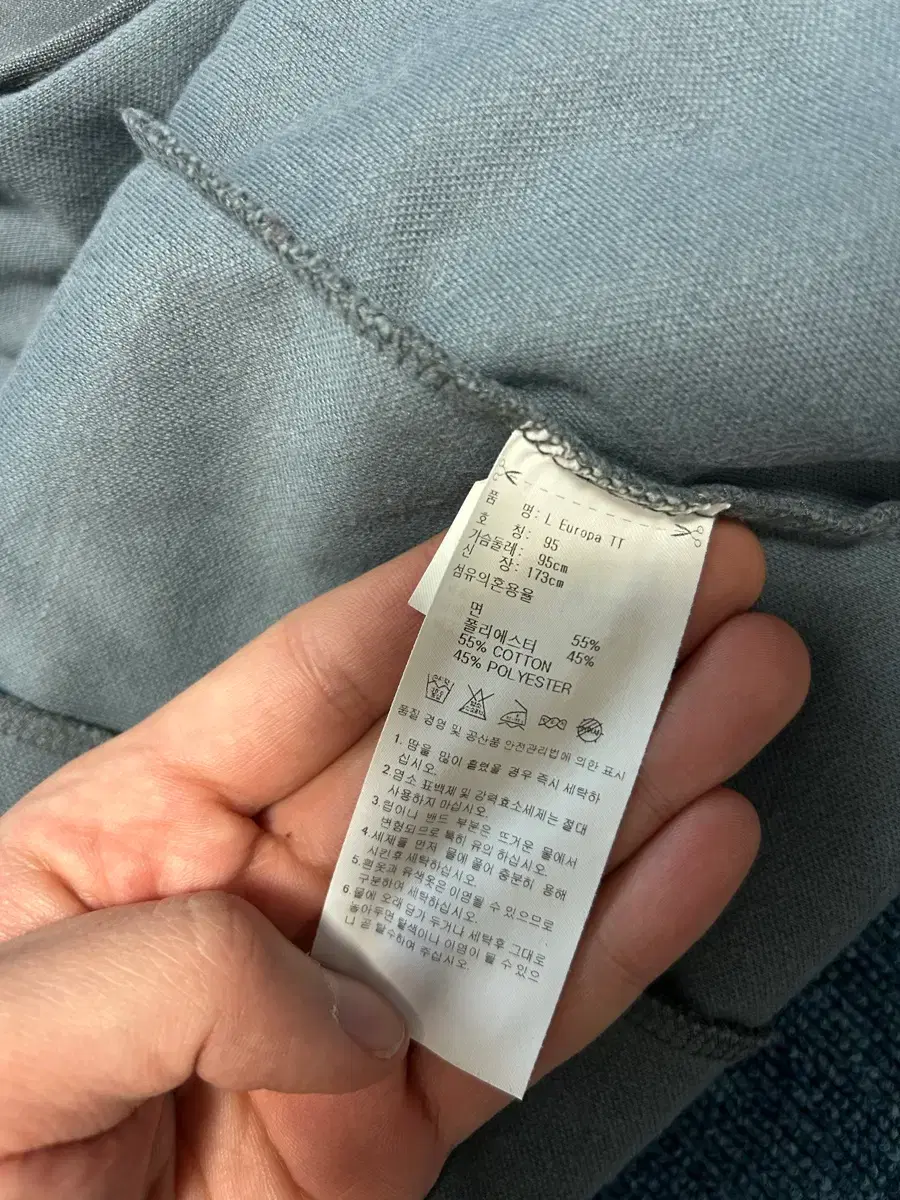 품 명: L Europa TT
호 칭: 95
가슴둘레: 95cm
신 장: 173cm
섬유의혼용율
면 55%
폴리에스터 45%
55% COTTON
45% POLYESTER
품질 경영 및 공산품 안전관리법에 의한 표시
1. 땀을 많이 흘렸을 경우 즉시 세탁하
십시오.
2.염소 표백제 및 강력효소세제는 절대
사용하지 마십시오.
3.럽이나 밴드 부분은 뜨거운 물에서
변형되므로 특히 유의 하십시오.
4.세제를 먼저 물에 풀어 충분히 용해
시킨후 세탁하십시오.
5.흰옷과 유색옷은 이염될 수 있으므로
구분하여 세탁하십시오.
6 물에 오래 담가 두거나 세탁후 그대로
놓아두면 탈색이나 이염이 될 수 있으
니 꼭 탈수하여 주십시오.